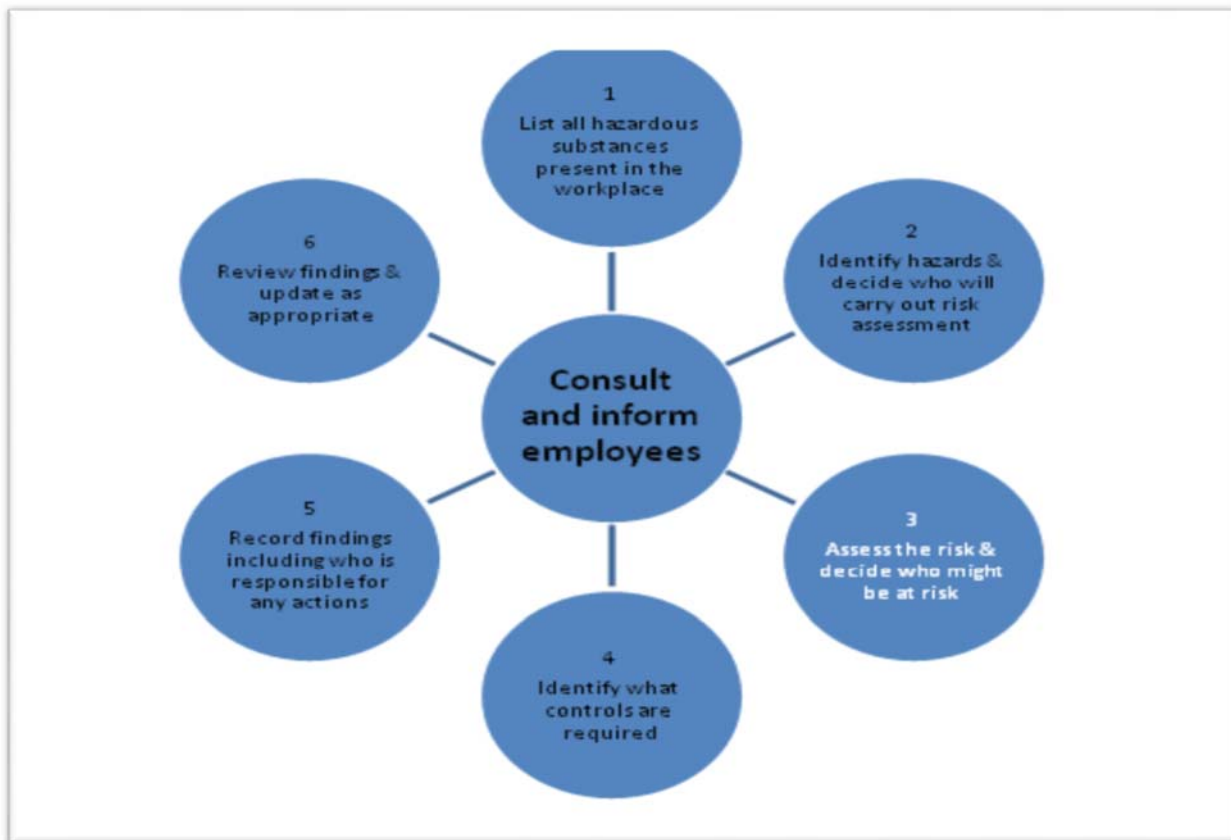 1
List all hazardous
substances
present in the
workplace
2
Identify hazards &
decide who will
carry out risk
assessment
3
Assess the risk &
decide who might
be at risk
4
Identify what
controls are
required
5
Record findings
including who is
responsible for
any actions
6
Review findings &
update as
appropriate
Consult
and inform
employees